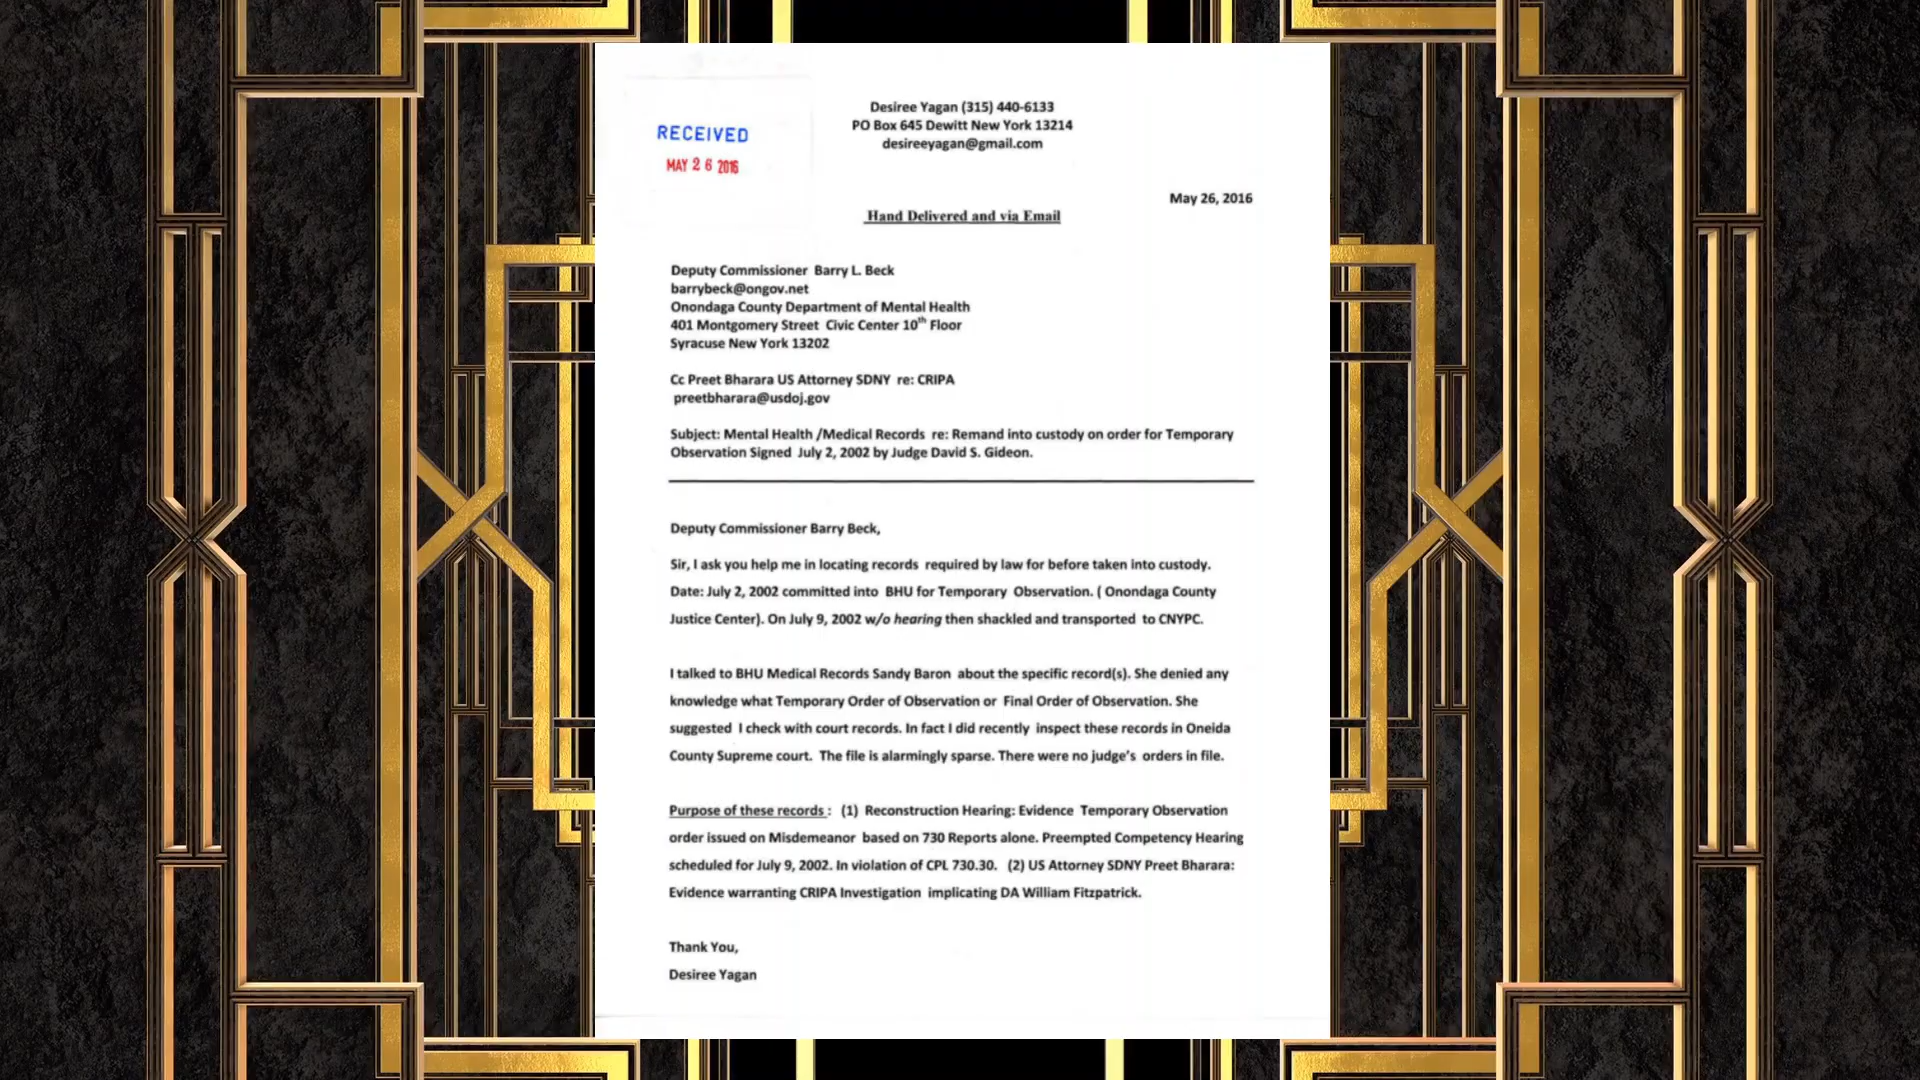 Desiree Yagan (315) 440-6133
PO Box 645 Dewitt New York 13214
desireeyagan@gmail.com
RECEIVED
MAY 26 2016
May 26, 2016
Hand Delivered and via Email
Deputy Commissioner Barry L. Beck
barrybeck@ongov.net
Onondaga County Department of Mental Health
401 Montgomery Street Civic Center 10th Floor
Syracuse New York 13202
Cc Preet Bharara US Attorney SDNY re: CRIPA
preetbharara@usdoj.gov
Subject: Mental Health /Medical Records re: Remand into custody on order for Temporary
Observation Signed July 2, 2002 by Judge David S. Gideon.
Deputy Commissioner Barry Beck,
Sir, I ask you help me in locating records required by law for before taken into custody.
Date: July 2, 2002 committed into BHU for Temporary Observation. ( Onondaga County
Justice Center). On July 9, 2002 w/o hearing then shackled and transported to CNYPC.
I talked to BHU Medical Records Sandy Baron about the specific record(s). She denied any
knowledge what Temporary Order of Observation or Final Order of Observation. She
suggested I check with court records. In fact I did recently inspect these records in Oneida
County Supreme court. The file is alarmingly sparse. There were no judge's orders in file.
Purpose of these records : (1) Reconstruction Hearing: Evidence Temporary Observation
order issued on Misdemeanor based on 730 Reports alone. Preempted Competency Hearing
scheduled for July 9, 2002. In violation of CPL 730.30. (2) US Attorney SDNY Preet Bharara:
Evidence warranting CRIPA Investigation implicating DA William Fitzpatrick.
Thank You,
Desiree Yagan